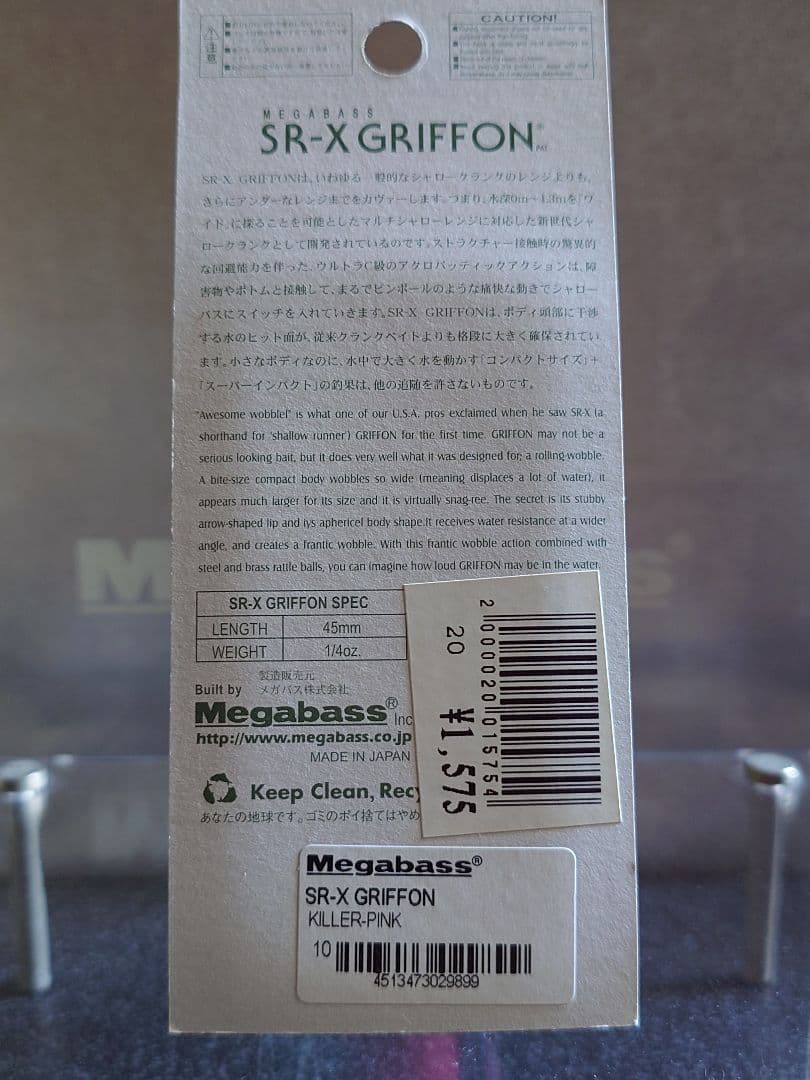 注意
CAUTION!
MEGABASS
SR-X GRIFFON®
PAT
SR-X GRIFFONは、いわゆる一般的なシャロークランクのレンジよりも、
さらにアンダーなレンジまでをカヴァーします。つまり、水深0m~1.3mを「ワ
イド」に探ることを可能としたマルチシャローレンジに対応した新世代シャ
ロークランクとして開発されているのです。ストラクチャー接触時の驚異的
な回避能力を伴った、ウルトラC級のアクロバッティックアクションは、障
害物やボトムと接触して、まるでピンボールのような痛快な動きでシャロー
バスにスイッチを入れていきます。SR-X GRIFFONは、ボディ頭部に干渉
する水のヒット面が、従来クランクベイトよりも格段に大きく確保されてい
ます。小さなボディなのに、水中で大きく水を動かす「コンパクトサイズ」+
「スーパーインパクト」の釣果は、他の追随を許さないものです。
"Awesome wobble!" is what one of our U.S.A. pros exclaimed when he saw SR-X (a
shorthand for 'shallow runner') GRIFFON for the first time. GRIFFON may not be a
serious looking bait, but it does very well what it was designed for; a rolling-wobble.
A bite-size compact body wobbles so wide (meaning displaces a lot of water), it
appears much larger for its size and it is virtually snag-ree. The secret is its stubby
arrow-shaped lip and iys aphericel body shape.It receives water resistance at a wider
angle, and creates a frantic wobble. With this frantic wobble action combined with
steel and brass rattle balls, you can imagine how loud GRIFFON may be in the water.
SR-X GRIFFON SPEC
LENGTH 45mm
WEIGHT 1/4oz.
製造販売元
Built by メガバス株式会社
Megabass® Inc
http://www.megabass.co.jp
MADE IN JAPAN
Keep Clean, Recy
あなたの地球です。ゴミのポイ捨てはやめ
2 000020 015754
20
¥1,575
Megabass®
SR-X GRIFFON
KILLER-PINK
10
4513473029899